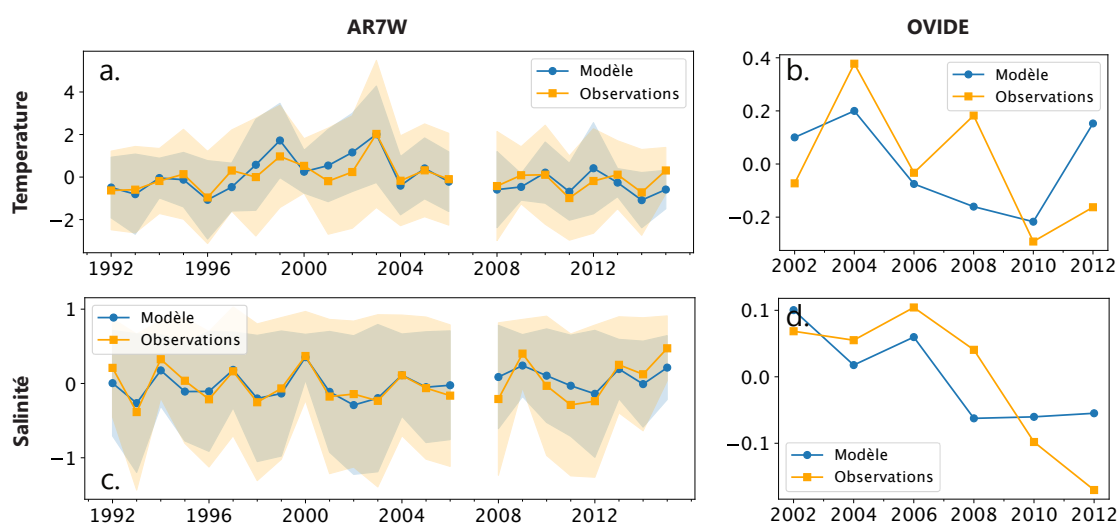 AR7W
OVIDE
a.
Modèle
Observations
4
2
0
−2
Temperature
1992
1996
2000
2004
2008
2012
b.
Modèle
Observations
0.4
0.2
0.0
−0.2
2002 2004 2006 2008 2010 2012
Modèle
Observations
1
0
−1
Salinité
c.
1992
1996
2000
2004
2008
2012
d.
0.1
0.0
−0.1
Modèle
Observations
2002 2004 2006 2008 2010 2012